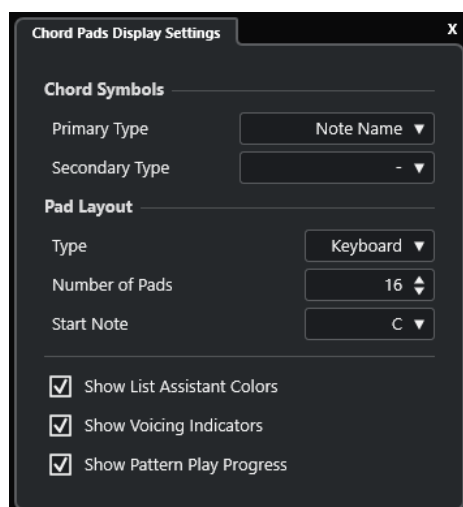 Chord Pads Display Settings X
Chord Symbols
Primary Type Note Name
Secondary Type -
Pad Layout
Type Keyboard
Number of Pads 16
Start Note C
Show List Assistant Colors
Show Voicing Indicators
Show Pattern Play Progress